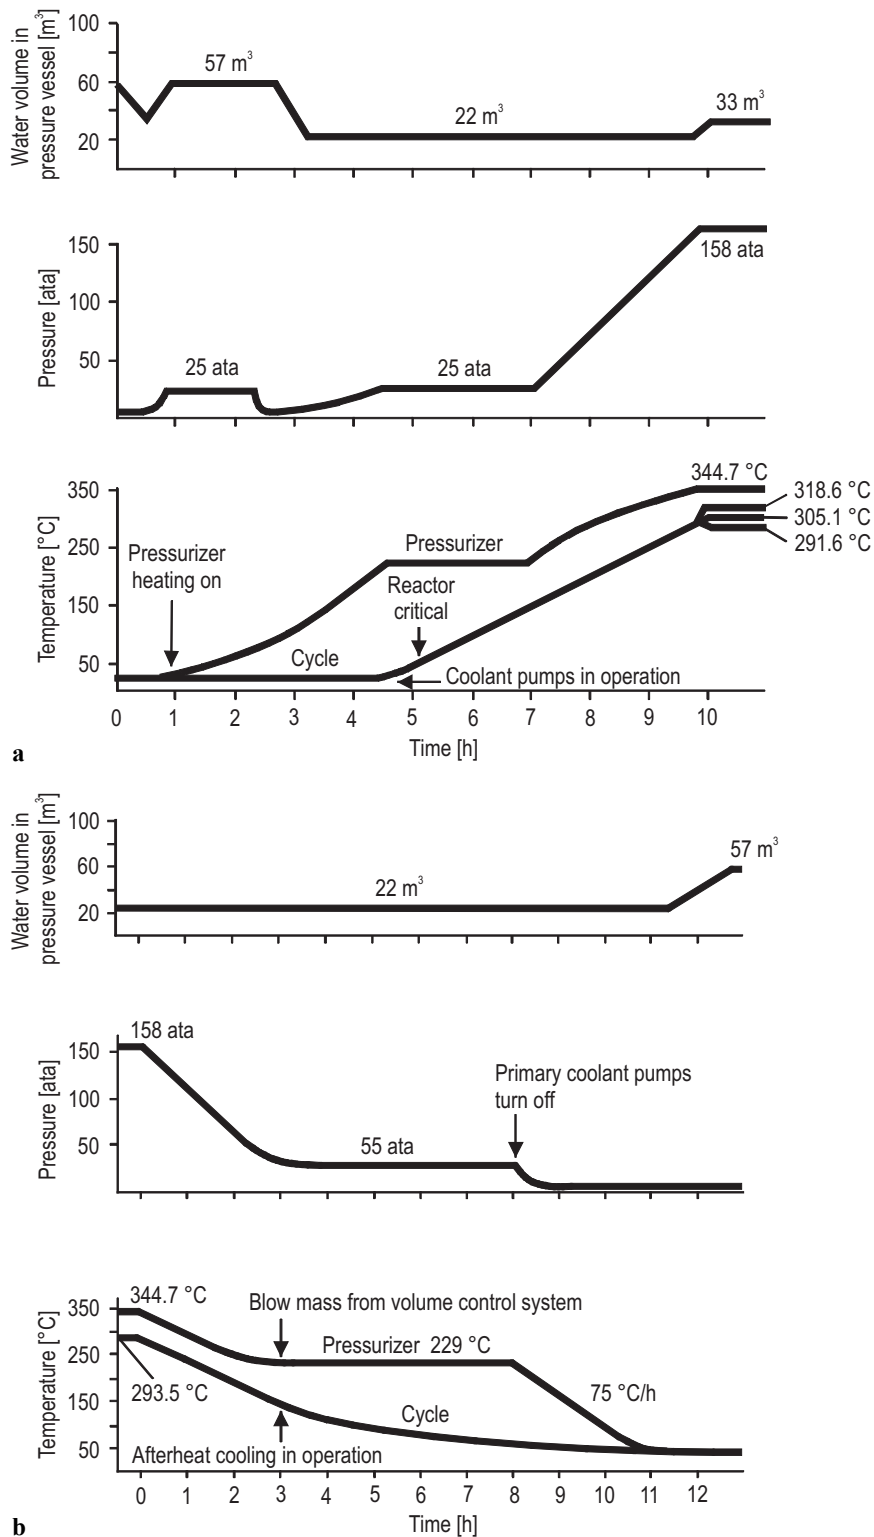 Water volume in
pressure vessel [m³]
100
60
20
57 m³
22 m³
33 m³
Pressure [ata]
150
100
50
25 ata
25 ata
158 ata
Temperature [°C]
350
250
150
50
Pressurizer
heating on
Pressurizer
Reactor
critical
Cycle
Coolant pumps in operation
344.7 °C
318.6 °C
305.1 °C
291.6 °C
0 1 2 3 4 5 6 7 8 9 10
Time [h]
a
Water volume in
pressure vessel [m³]
100
60
20
22 m³
57 m³
Pressure [ata]
150
100
50
158 ata
55 ata
Primary coolant pumps
turn off
Temperature [°C]
350
250
150
50
344.7 °C
293.5 °C
Blow mass from volume control system
Pressurizer 229 °C
75 °C/h
Cycle
Afterheat cooling in operation
0 1 2 3 4 5 6 7 8 9 10 11 12
Time [h]
b